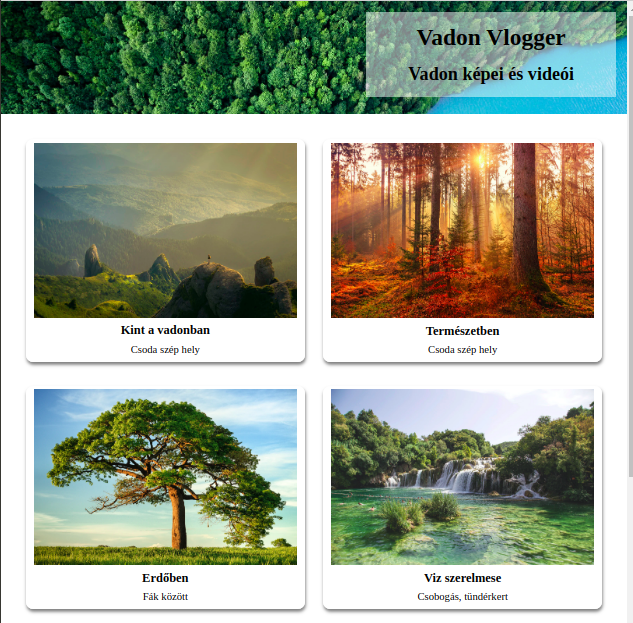 Vadon Vlogger
Vadon képei és videói
Kint a vadonban
Csoda szép hely
Természetben
Csoda szép hely
Erdőben
Fák között
Viz szerelmese
Csobogás, tündérkert